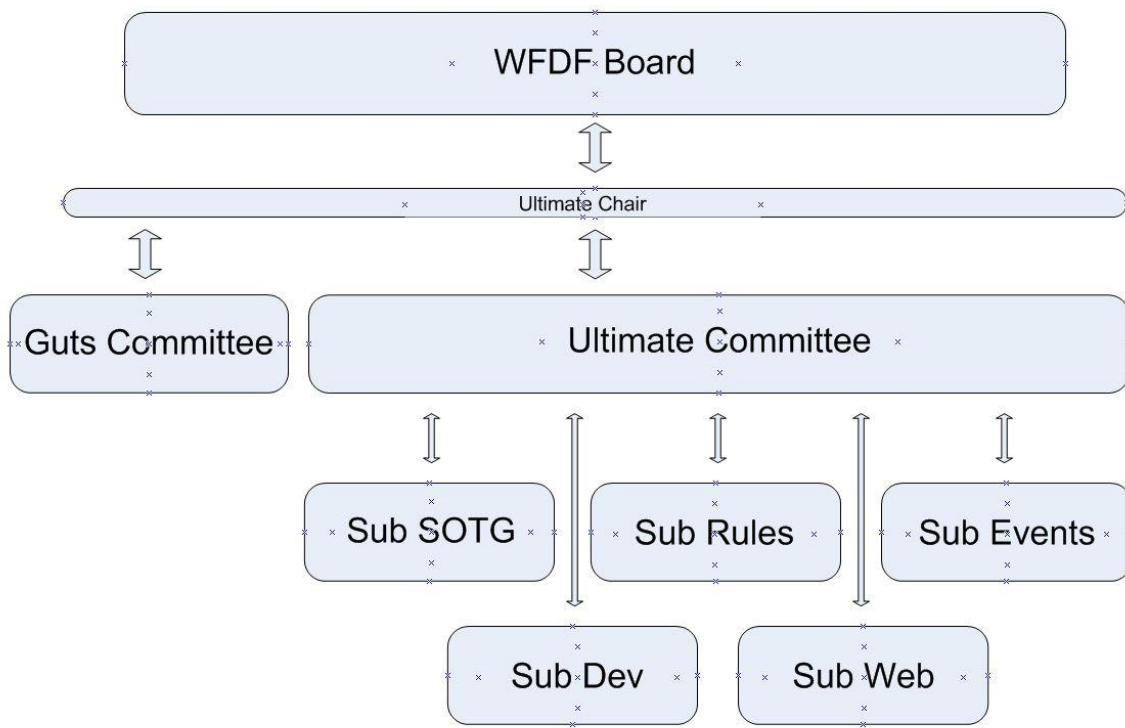 WFDF Board
Ultimate Chair
Guts Committee
Ultimate Committee
Sub SOTG
Sub Rules
Sub Events
Sub Dev
Sub Web